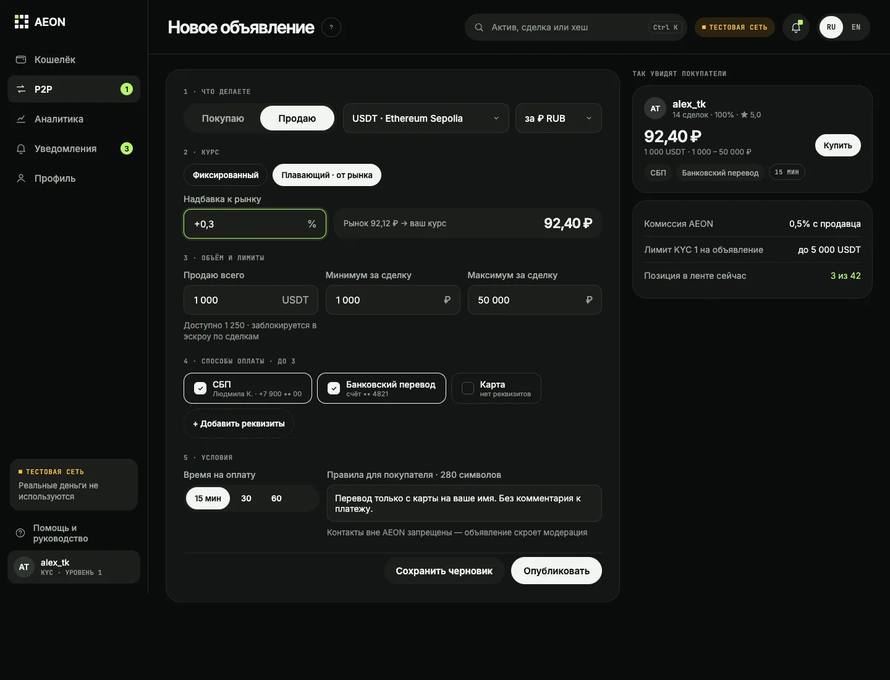 AEON
Новое объявление
?
Актив, сделка или хеш
Ctrl K
ТЕСТОВАЯ СЕТЬ
RU
EN
Кошелёк
P2P
1
Аналитика
Уведомления
3
Профиль
ТЕСТОВАЯ СЕТЬ
Реальные деньги не
используются
Помощь и
руководство
AT
alex_tk
KYC · УРОВЕНЬ 1
1 · ЧТО ДЕЛАЕТЕ
Покупаю
Продаю
USDT · Ethereum Sepolia
за ₽ RUB
2 · КУРС
Фиксированный
Плавающий · от рынка
Надбавка к рынку
+0,3
%
Рынок 92,12 ₽ → ваш курс
92,40 ₽
3 · ОБЪЁМ И ЛИМИТЫ
Продаю всего
Минимум за сделку
Максимум за сделку
1 000
USDT
1 000
₽
50 000
₽
Доступно 1 250 · заблокируется в
эскроу по сделкам
4 · СПОСОБЫ ОПЛАТЫ · ДО 3
СБП
Людмила К. · +7 900 •• 00
Банковский перевод
счёт •• 4821
Карта
нет реквизитов
+ Добавить реквизиты
5 · УСЛОВИЯ
Время на оплату
Правила для покупателя · 280 символов
15 мин
30
60
Перевод только с карты на ваше имя. Без комментария к
платежу.
Контакты вне AEON запрещены — объявление скроет модерация
Сохранить черновик
Опубликовать
ТАК УВИДЯТ ПОКУПАТЕЛИ
AT
alex_tk
14 сделок · 100% · ★ 5,0
92,40 ₽
1 000 USDT · 1 000 – 50 000 ₽
Купить
СБП
Банковский перевод
15 МИН
Комиссия AEON
0,5% с продавца
Лимит KYC 1 на объявление
до 5 000 USDT
Позиция в ленте сейчас
3 из 42